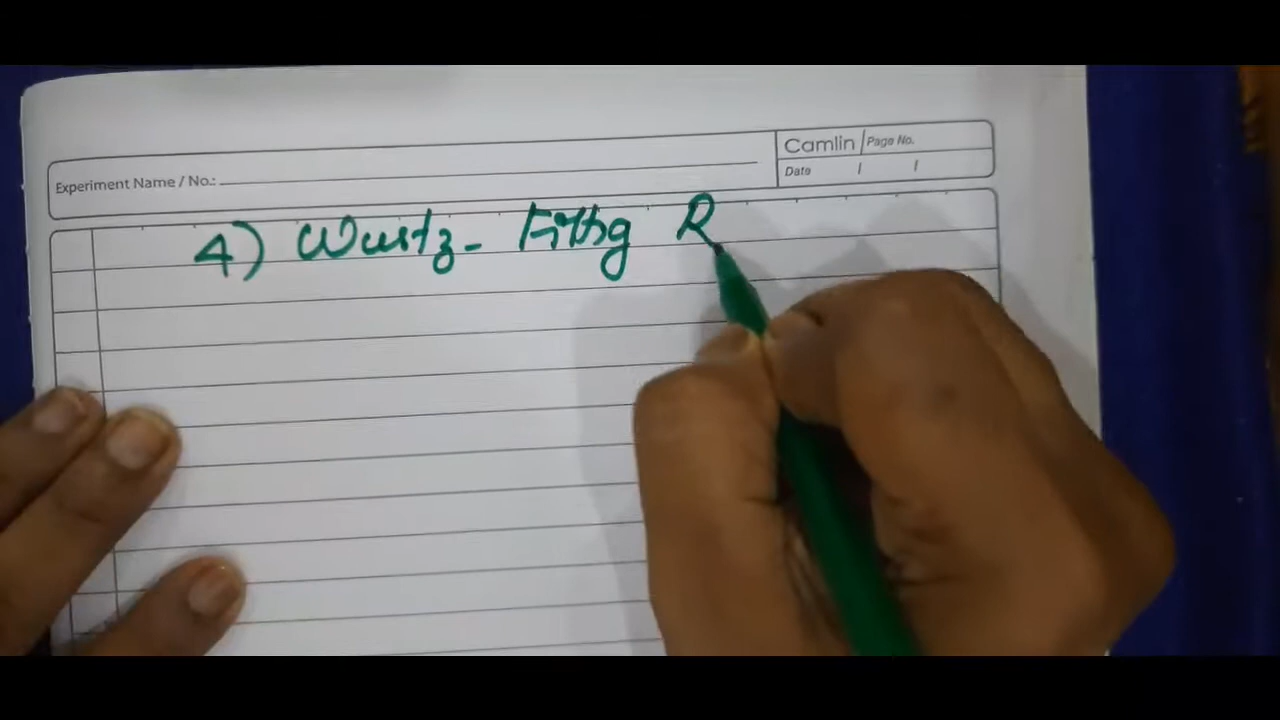 Camlin Page No.
Experiment Name / No.:
Date / /
4) Wurtz- Fittig R